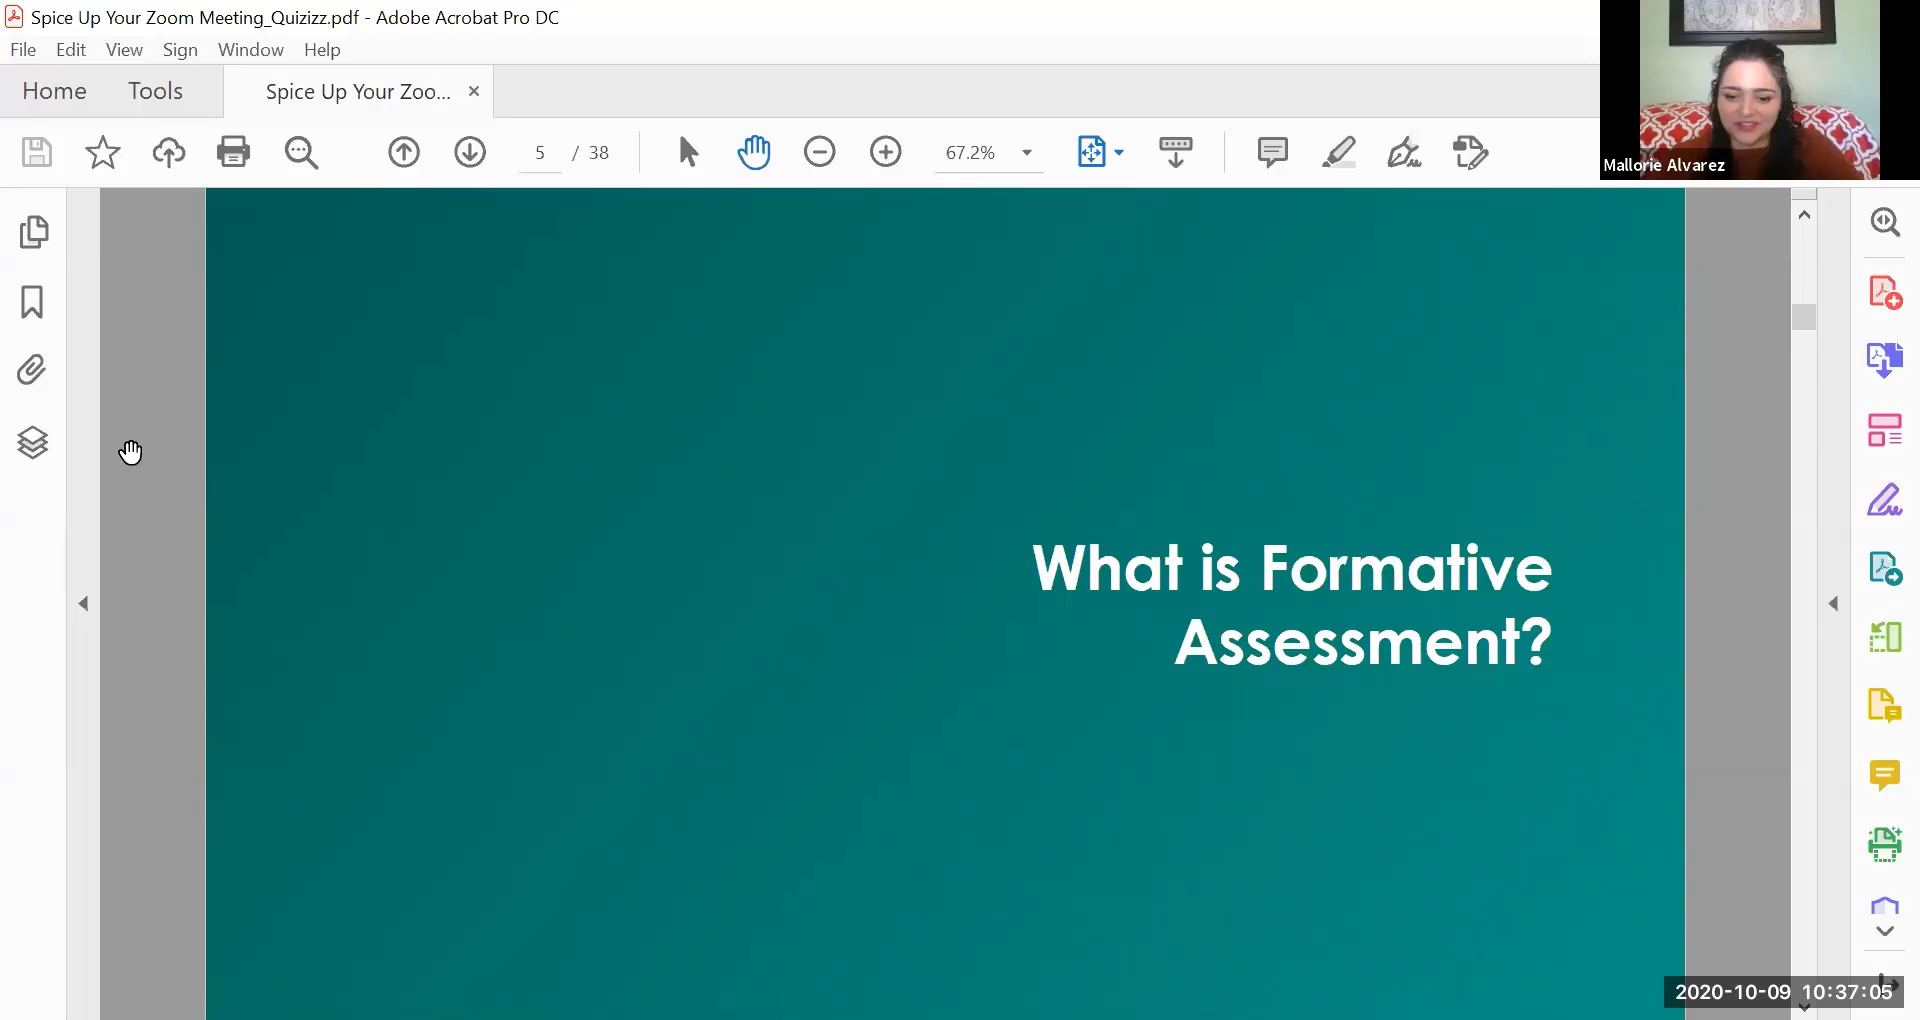 Spice Up Your Zoom Meeting_Quizizz.pdf - Adobe Acrobat Pro DC
File Edit View Sign Window Help
Home Tools Spice Up Your Zoo... ×
5 / 38 67.2%
Mallorie Alvarez
What is Formative
Assessment?
2020-10-09 10:37:05